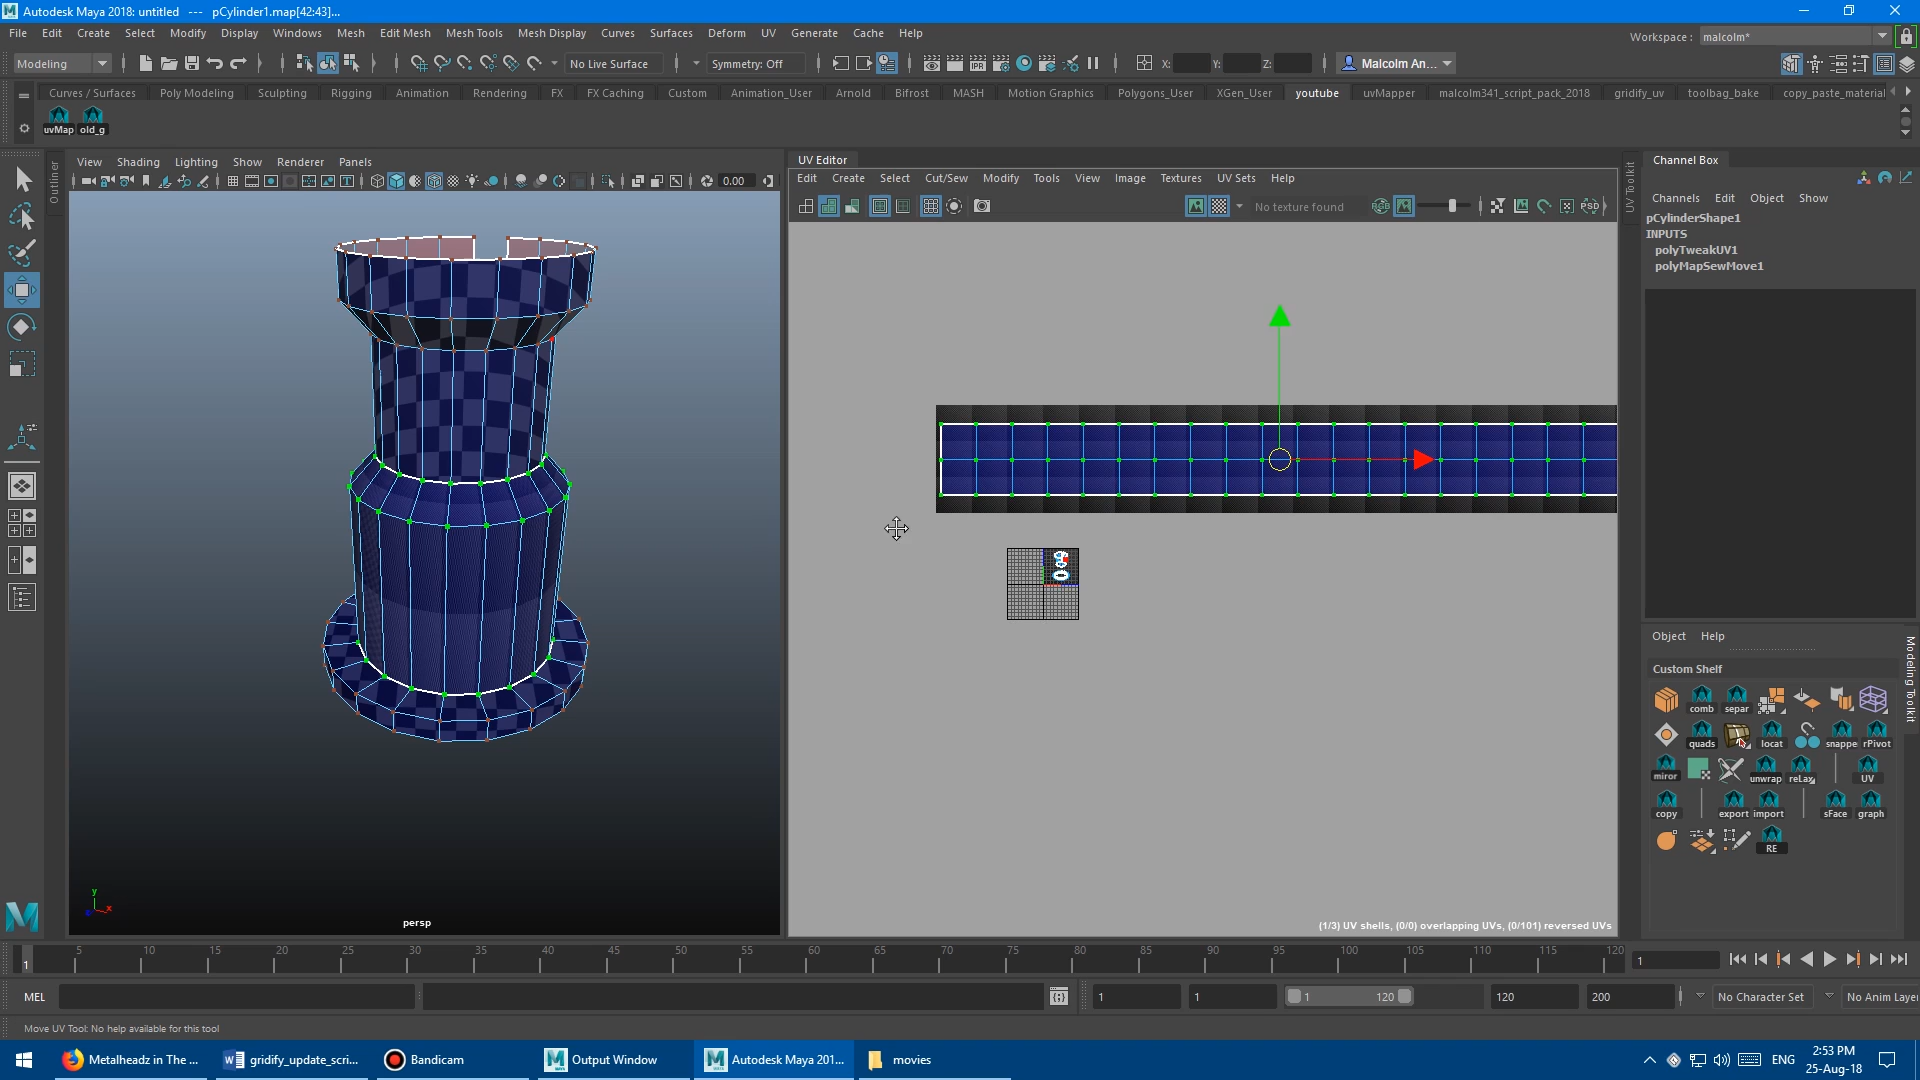 Autodesk Maya 2018: untitled --- pCylinder1.map[42:43]...
File Edit Create Select Modify Display Windows Mesh Edit Mesh Mesh Tools Mesh Display Curves Surfaces Deform UV Generate Cache Help
Workspace : malcolm*
Modeling No Live Surface Symmetry: Off X: Y: Z: Malcolm An...
Curves / Surfaces Poly Modeling Sculpting Rigging Animation Rendering FX FX Caching Custom Animation_User Arnold Bifrost MASH Motion Graphics Polygons_User XGen_User youtube uvMapper malcolm341_script_pack_2018 gridify_uv toolbag_bake copy_paste_material
uvMap old_g
Outliner
View Shading Lighting Show Renderer Panels
0.00
y
x
persp
UV Editor
Edit Create Select Cut/Sew Modify Tools View Image Textures UV Sets Help
No texture found
RGB
PSD
(1/3) UV shells, (0/0) overlapping UVs, (0/101) reversed UVs
UV Toolkit
Channel Box
Channels Edit Object Show
pCylinderShape1
INPUTS
polyTweakUV1
polyMapSewMove1
Object Help
Custom Shelf
comb separ
quads locat snappe rPivot
miror unwrap reLax UV
copy export import sFace graph
RE
Modeling Toolkit
5 10 15 20 25 30 35 40 45 50 55 60 65 70 75 80 85 90 95 100 105 110 115 120
1
1
MEL
1 1 1 120 120 200 No Character Set No Anim Laye
Move UV Tool: No help available for this tool
Metalheadz in The ... gridify_update_scri... Bandicam Output Window Autodesk Maya 201... movies
ENG 2:53 PM
25-Aug-18